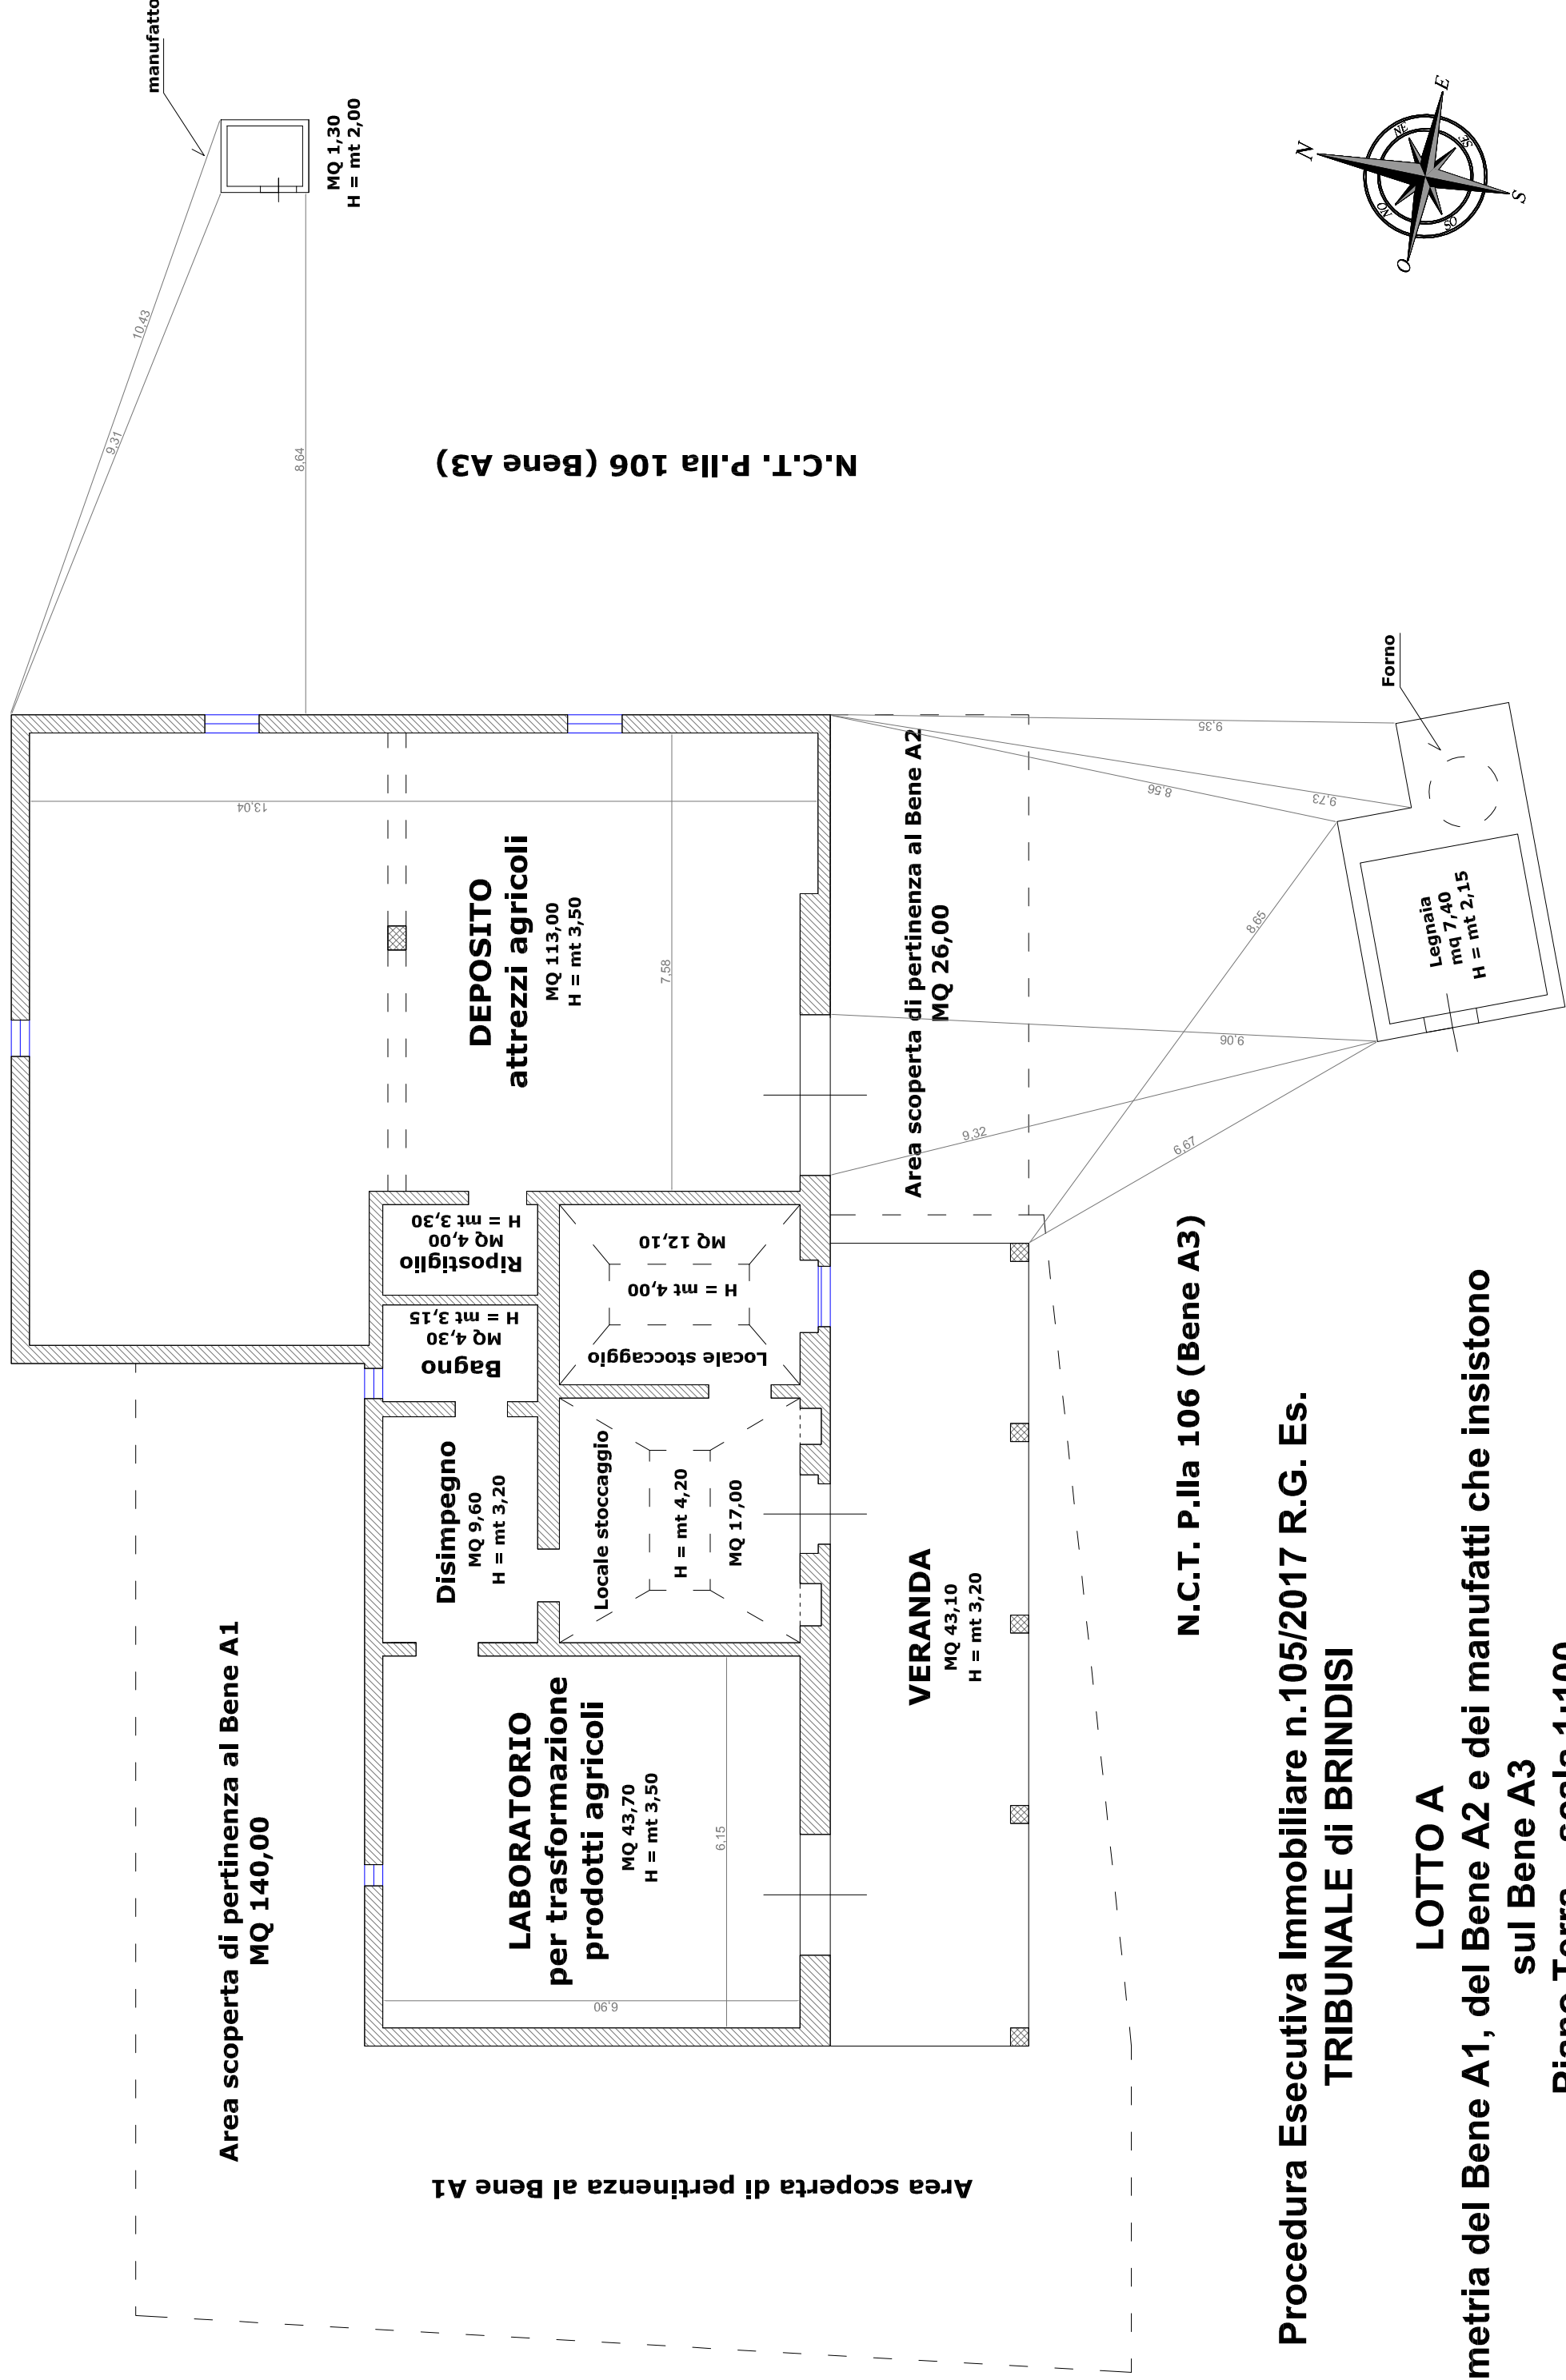 manufatto
MQ 1,30
H = mt 2,00
10,43
9,31
8,64
N.C.T. P.lla 106 (Bene A3)
N
NE
E
SE
S
SO
O
NO
13,04
DEPOSITO
attrezzi agricoli
MQ 113,00
H = mt 3,50
7,58
Area scoperta di pertinenza al Bene A2
MQ 26,00
9,35
8,56
9,73
8,65
9,06
9,32
6,67
Forno
Legnaia
mq 7,40
H = mt 2,15
Ripostiglio
MQ 4,00
H = mt 3,30
Bagno
MQ 4,30
H = mt 3,15
MQ 12,10
H = mt 4,00
Locale stoccaggio
Disimpegno
MQ 9,60
H = mt 3,20
Locale stoccaggio
H = mt 4,20
MQ 17,00
VERANDA
MQ 43,10
H = mt 3,20
N.C.T. P.lla 106 (Bene A3)
Area scoperta di pertinenza al Bene A1
MQ 140,00
LABORATORIO
per trasformazione
prodotti agricoli
MQ 43,70
H = mt 3,50
6,15
6,90
Area scoperta di pertinenza al Bene A1
Procedura Esecutiva Immobiliare n.105/2017 R.G. Es.
TRIBUNALE di BRINDISI
LOTTO A
metria del Bene A1, del Bene A2 e dei manufatti che insistono
sul Bene A3
Piano Terra scala 1:100